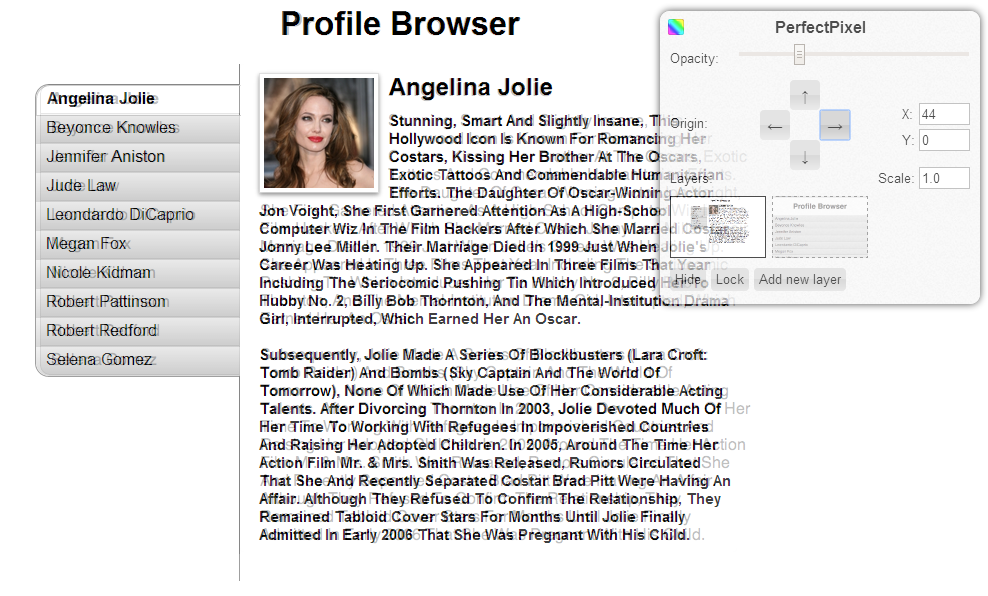 Profile Browser
PerfectPixel
Opacity:
Origin:
X: 44
Y: 0
Layers:
Scale: 1.0
Profile Browser
Hide Lock Add new layer
Angelina Jolie
Beyonce Knowles
Jennifer Aniston
Jude Law
Leondardo DiCaprio
Megan Fox
Nicole Kidman
Robert Pattinson
Robert Redford
Selena Gomez
Angelina Jolie
Stunning, Smart And Slightly Insane, This
Hollywood Icon Is Known For Romancing Her
Costars, Kissing Her Brother At The Oscars,
Exotic Tattoos And Commendable Humanitarian
Efforts. The Daughter Of Oscar-Winning Actor
Jon Voight, She First Garnered Attention As A High-School
Computer Wiz In The Film Hackers After Which She Married Costar
Jonny Lee Miller. Their Marriage Died in 1999 Just When Jolie's
Career Was Heating Up. She Appeared In Three Films That Year
Including The Seriocomic Pushing Tin Which Introduced Her To
Hubby No. 2, Billy Bob Thornton, And The Mental-Institution Drama
Girl, Interrupted, Which Earned Her An Oscar.
Subsequently, Jolie Made A Series Of Blockbusters (Lara Croft:
Tomb Raider) And Bombs (Sky Captain And The World Of
Tomorrow), None Of Which Made Use Of Her Considerable Acting
Talents. After Divorcing Thornton In 2003, Jolie Devoted Much Of
Her Time To Working With Refugees In Impoverished Countries
And Raising Her Adopted Children. In 2005, Around The Time Her
Action Film Mr. & Mrs. Smith Was Released, Rumors Circulated
That She And Recently Separated Costar Brad Pitt Were Having An
Affair. Although They Refused To Confirm The Relationship, They
Remained Tabloid Cover Stars For Months Until Jolie Finally
Admitted In Early 2006 That She Was Pregnant With His Child.